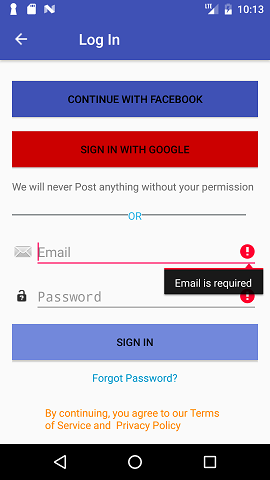 10:13
Log In
CONTINUE WITH FACEBOOK
SIGN IN WITH GOOGLE
We will never Post anything without your permission
OR
Email
Email is required
Password
SIGN IN
Forgot Password?
By continuing, you agree to our Terms
of Service and Privacy Policy